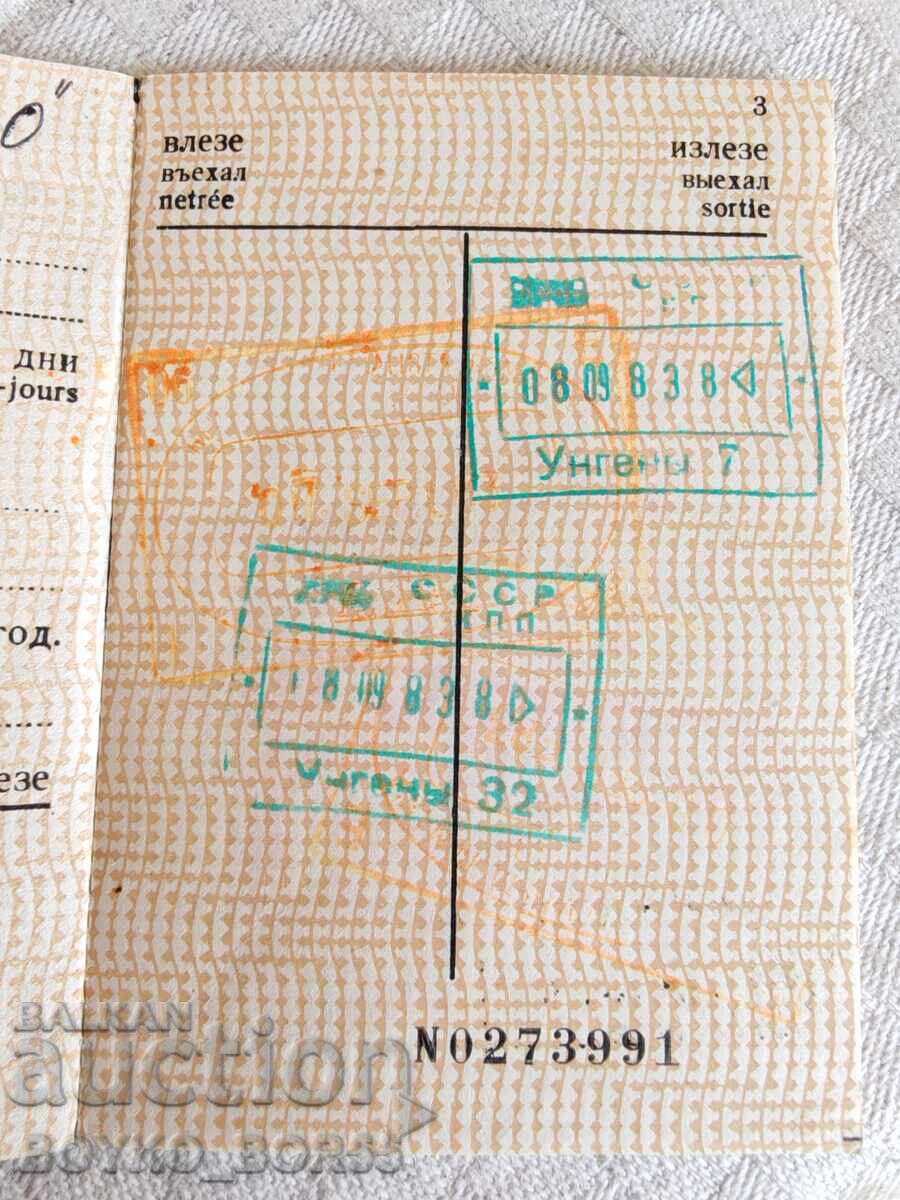 О"
дни
-jours
год.
езе
3
влезе
въехал
netrée
излезе
выехал
sortie
08 09 83 8
Унгены 7
СССР
КПП
18 09 83 8
Унгены 32
N0273991
BALKAN
auction
BOYKO_BORS55